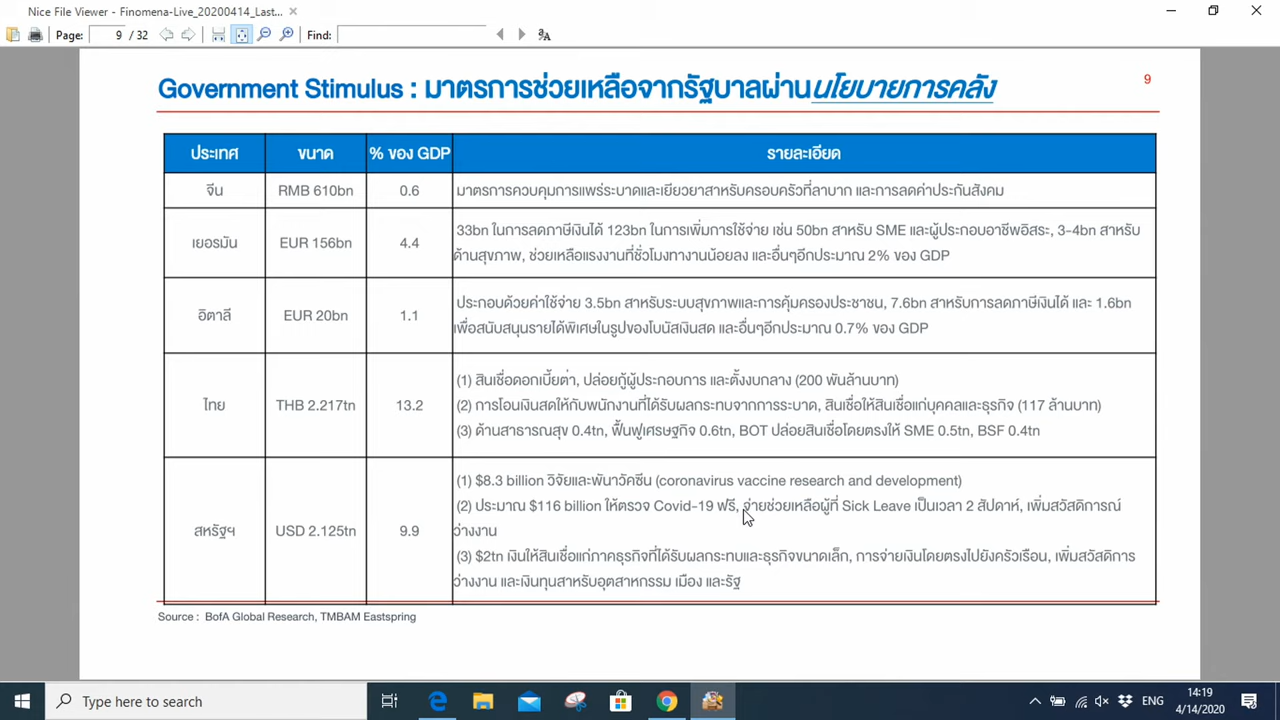 Nice File Viewer - Finomena-Live_20200414_Last...
Page: 9 / 32 Find:
Government Stimulus : มาตรการช่วยเหลือจากรัฐบาลผ่านนโยบายการคลัง
9
ประเทศ ขนาด % ของ GDP รายละเอียด
จีน RMB 610bn 0.6 มาตรการควบคุมการแพร่ระบาดและเยียวยาสำหรับครอบครัวที่ลำบาก และการลดค่าประกันสังคม
เยอรมัน EUR 156bn 4.4 33bn ในการลดภาษีเงินได้ 123bn ในการเพิ่มการใช้จ่าย เช่น 50bn สำหรับ SME และผู้ประกอบอาชีพอิสระ, 3-4bn สำหรับ
ด้านสุขภาพ, ช่วยเหลือแรงงานที่ชั่วโมงทำงานน้อยลง และอื่นๆอีกประมาณ 2% ของ GDP
อิตาลี EUR 20bn 1.1 ประกอบด้วยค่าใช้จ่าย 3.5bn สำหรับระบบสุขภาพและการคุ้มครองประชาชน, 7.6bn สำหรับการลดภาษีเงินได้ และ 1.6bn
เพื่อสนับสนุนรายได้พิเศษในรูปของโบนัสเงินสด และอื่นๆอีกประมาณ 0.7% ของ GDP
ไทย THB 2.217tn 13.2 (1) สินเชื่อดอกเบี้ยต่ำ, ปล่อยกู้ผู้ประกอบการ และตั้งงบกลาง (200 พันล้านบาท)
(2) การโอนเงินสดให้กับพนักงานที่ได้รับผลกระทบจากการระบาด, สินเชื่อให้สินเชื่อแก่บุคคลและธุรกิจ (117 ล้านบาท)
(3) ด้านสาธารณสุข 0.4tn, ฟื้นฟูเศรษฐกิจ 0.6tn, BOT ปล่อยสินเชื่อโดยตรงให้ SME 0.5tn, BSF 0.4tn
สหรัฐฯ USD 2.125tn 9.9 (1) $8.3 billion วิจัยและพัฒนาวัคซีน (coronavirus vaccine research and development)
(2) ประมาณ $116 billion ให้ตรวจ Covid-19 ฟรี, จ่ายช่วยเหลือผู้ที่ Sick Leave เป็นเวลา 2 สัปดาห์, เพิ่มสวัสดิการณ์
ว่างงาน
(3) $2tn เงินให้สินเชื่อแก่ภาคธุรกิจที่ได้รับผลกระทบและธุรกิจขนาดเล็ก, การจ่ายเงินโดยตรงไปยังครัวเรือน, เพิ่มสวัสดิการ
ว่างงาน และเงินทุนสำหรับอุตสาหกรรม เมือง และรัฐ
Source : BofA Global Research, TMBAM Eastspring
Type here to search
ENG
14:19
4/14/2020